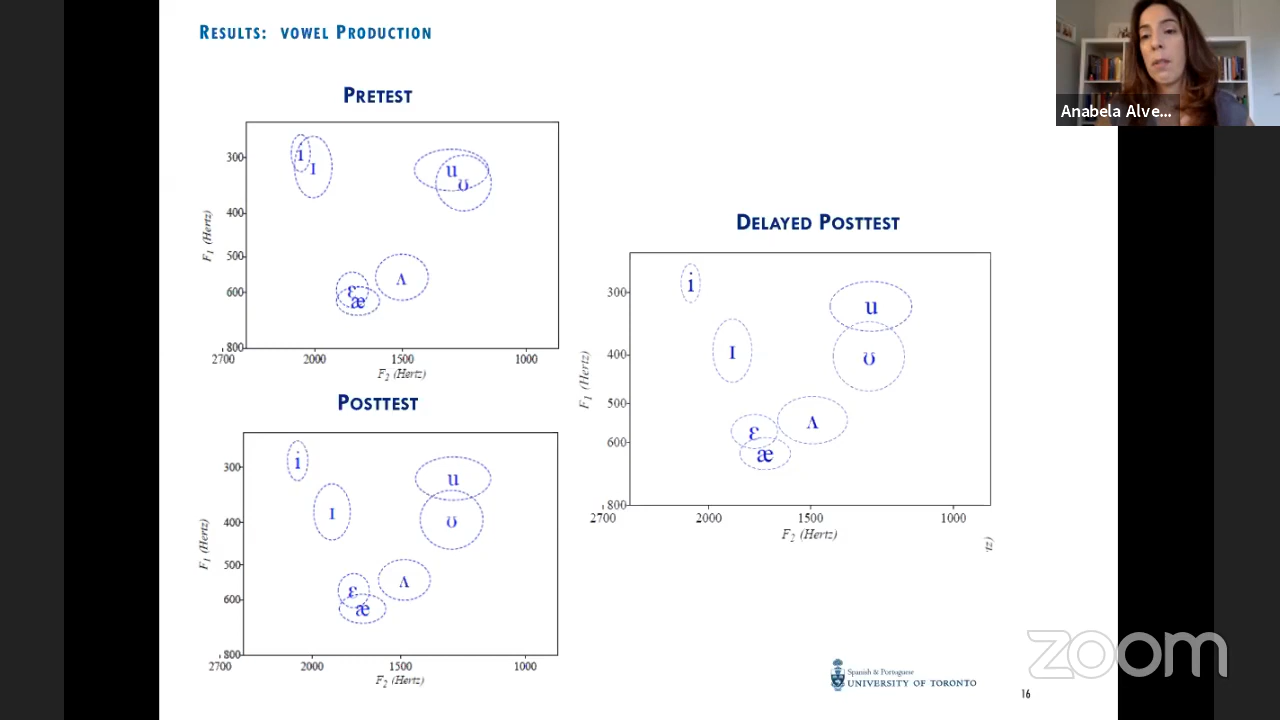 RESULTS: VOWEL PRODUCTION
Anabela Alve...
PRETEST
i
ɪ
u
ʊ
ɛ
æ
ʌ
300
400
500
600
800
2700
2000
1500
1000
F1 (Hertz)
F2 (Hertz)
POSTTEST
i
ɪ
u
ʊ
ɛ
æ
ʌ
300
400
500
600
800
2700
2000
1500
1000
F1 (Hertz)
F2 (Hertz)
DELAYED POSTTEST
i
ɪ
u
ʊ
ɛ
æ
ʌ
300
400
500
600
800
2700
2000
1500
1000
F1 (Hertz)
F2 (Hertz)
tz)
Spanish & Portuguese
UNIVERSITY OF TORONTO
16
zoom